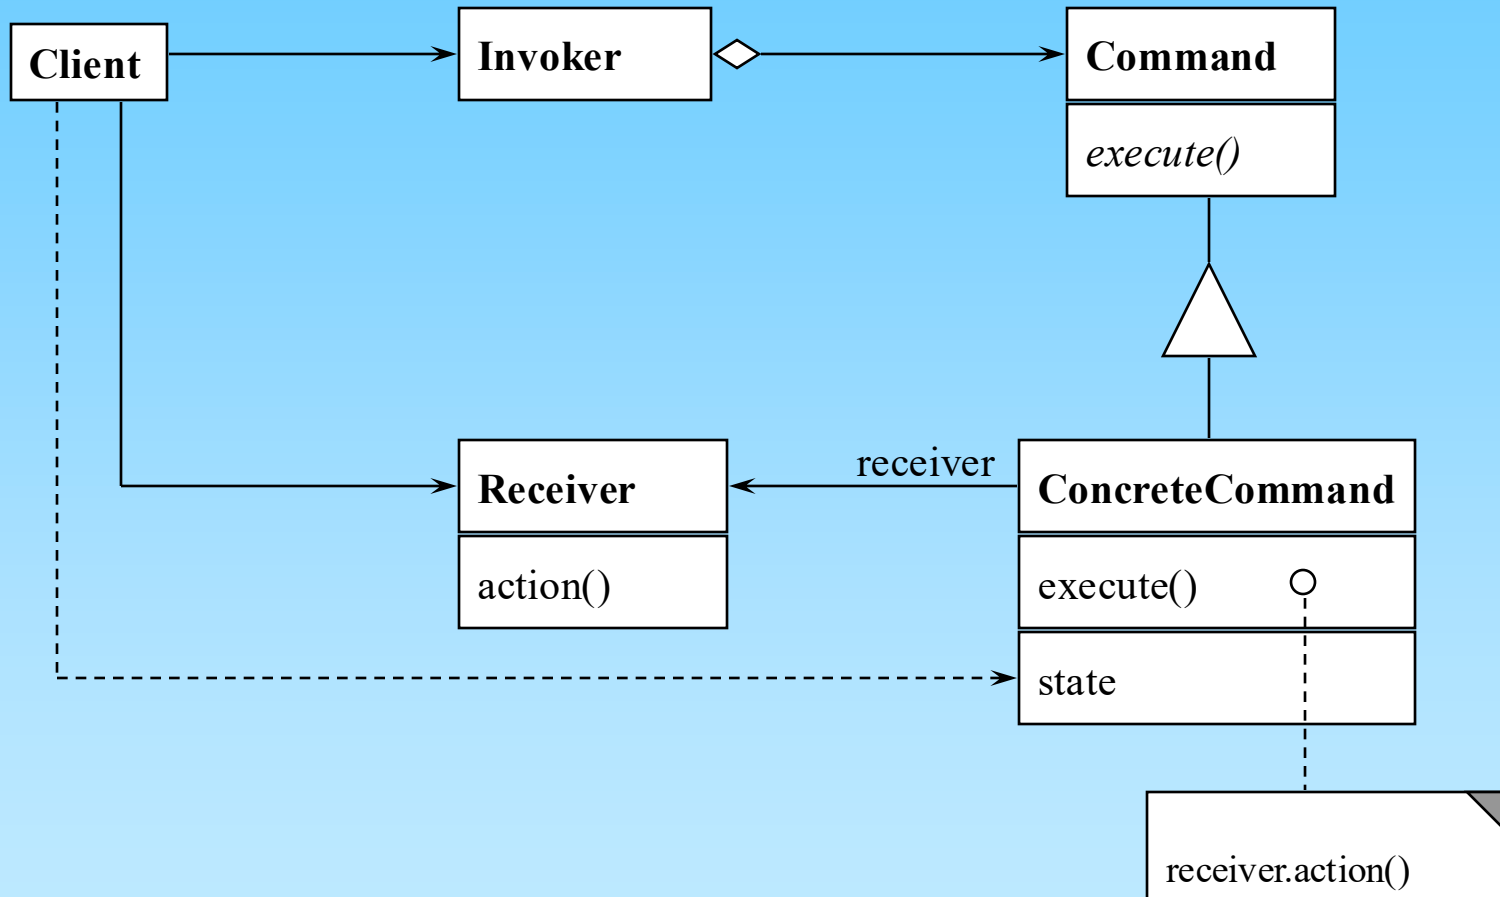 Client
Invoker
Command
execute()
receiver
Receiver
ConcreteCommand
action()
execute()
state
receiver.action()